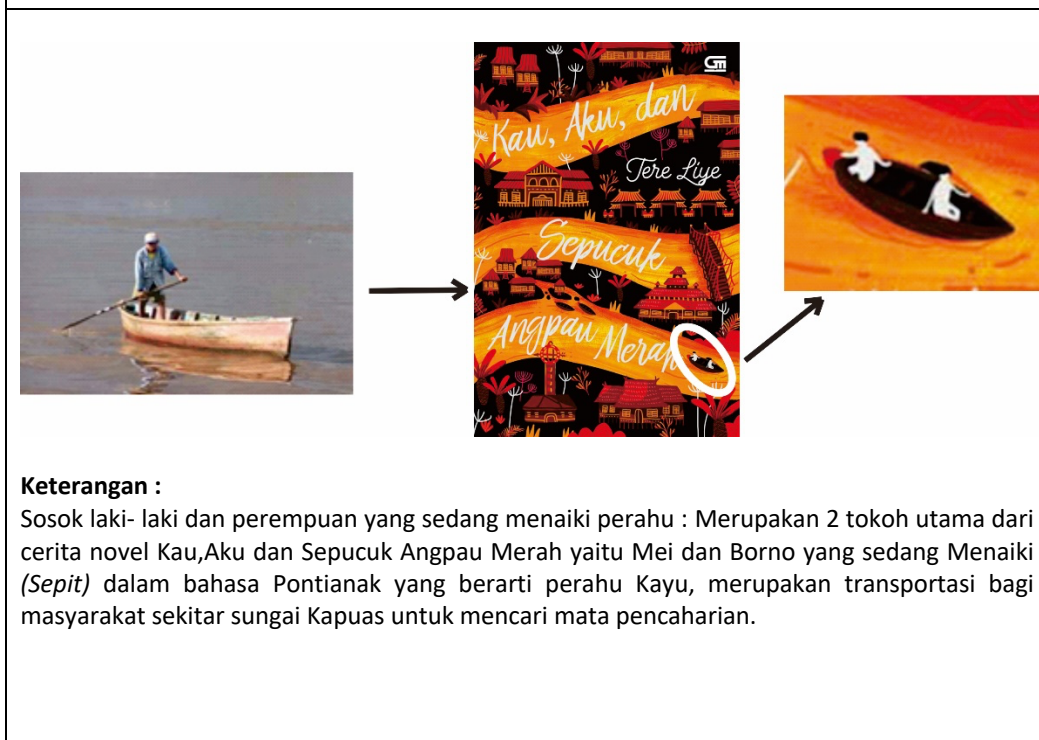 Kau, Aku, dan
Tere Liye
Sepucuk
Angpau Merah
Keterangan :
Sosok laki- laki dan perempuan yang sedang menaiki perahu : Merupakan 2 tokoh utama dari
cerita novel Kau,Aku dan Sepucuk Angpau Merah yaitu Mei dan Borno yang sedang Menaiki
(Sepit) dalam bahasa Pontianak yang berarti perahu Kayu, merupakan transportasi bagi
masyarakat sekitar sungai Kapuas untuk mencari mata pencaharian.